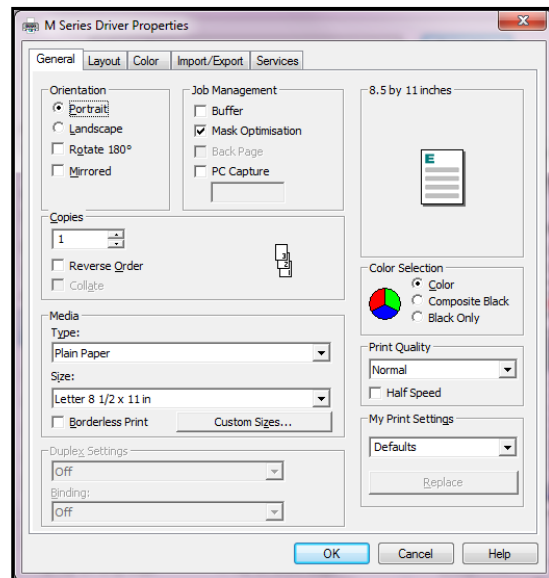 M Series Driver Properties
General Layout Color Import/Export Services
Orientation
Portrait
Landscape
Rotate 180°
Mirrored
Job Management
Buffer
Mask Optimisation
Back Page
PC Capture
8.5 by 11 inches
E
Copies
1
Reverse Order
Collate
3
2
1
Color Selection
Color
Composite Black
Black Only
Media
Type:
Plain Paper
Size:
Letter 8 1/2 x 11 in
Borderless Print Custom Sizes...
Print Quality
Normal
Half Speed
My Print Settings
Defaults
Replace
Duplex Settings
Off
Binding:
Off
OK Cancel Help